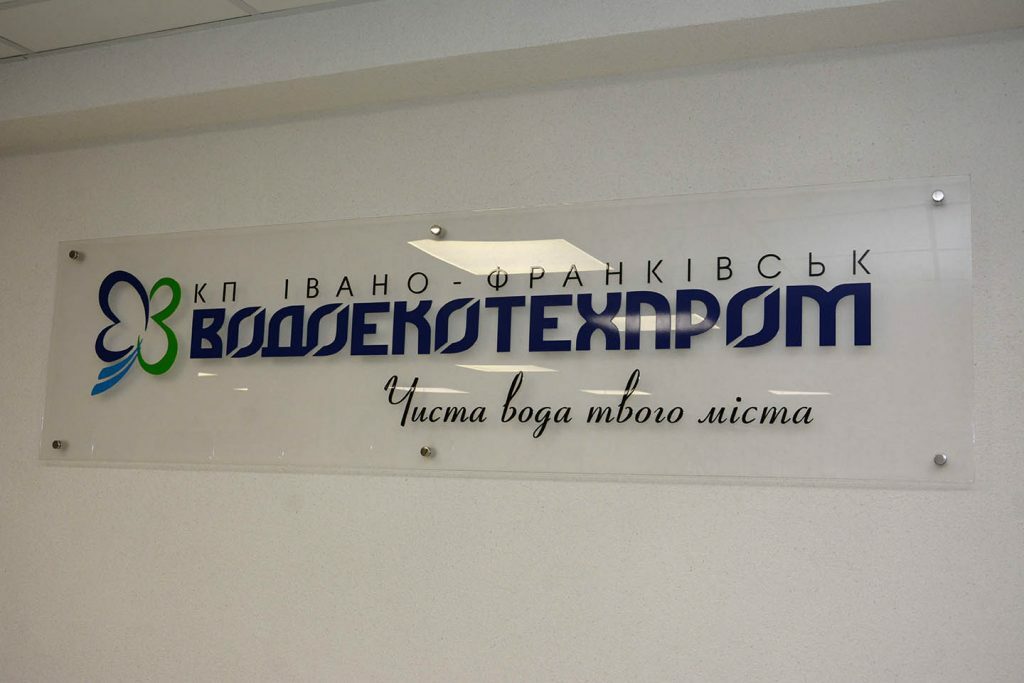 КП ІВАНО-ФРАНКІВСЬК
ВОДОЕКОТЕХПРОМ
Чиста вода твого міста